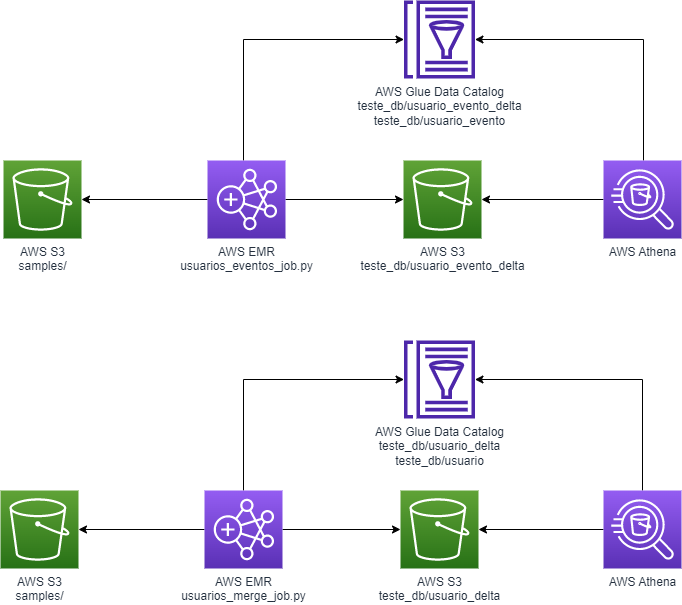 AWS Glue Data Catalog
teste_db/usuario_evento_delta
teste_db/usuario_evento
AWS S3
samples/
AWS EMR
usuarios_eventos_job.py
AWS S3
teste_db/usuario_evento_delta
AWS Athena
AWS Glue Data Catalog
teste_db/usuario_delta
teste_db/usuario
AWS S3
samples/
AWS EMR
usuarios_merge_job.py
AWS S3
teste_db/usuario_delta
AWS Athena